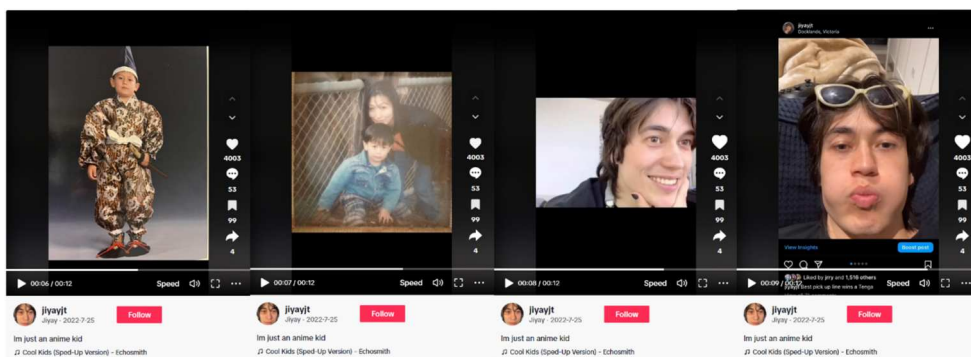 4003
53
99
4
00:06 / 00:12
Speed
jiyayjt
Jiyay · 2022-7-25
Follow
Im just an anime kid
♫ Cool Kids (Sped-Up Version) - Echosmith
4003
53
99
4
00:07 / 00:12
Speed
jiyayjt
Jiyay · 2022-7-25
Follow
Im just an anime kid
♫ Cool Kids (Sped-Up Version) - Echosmith
4003
53
99
4
00:08 / 00:12
Speed
jiyayjt
Jiyay · 2022-7-25
Follow
Im just an anime kid
♫ Cool Kids (Sped-Up Version) - Echosmith
jiyayjt
Docklands, Victoria
4003
53
99
4
View Insights
Boost post
Liked by jiry and 1,516 others
00:09 / 00:12
Speed
jiyayjt Best pick up line wins a Tenga
jiyayjt
Jiyay · 2022-7-25
Follow
Im just an anime kid
♫ Cool Kids (Sped-Up Version) - Echosmith